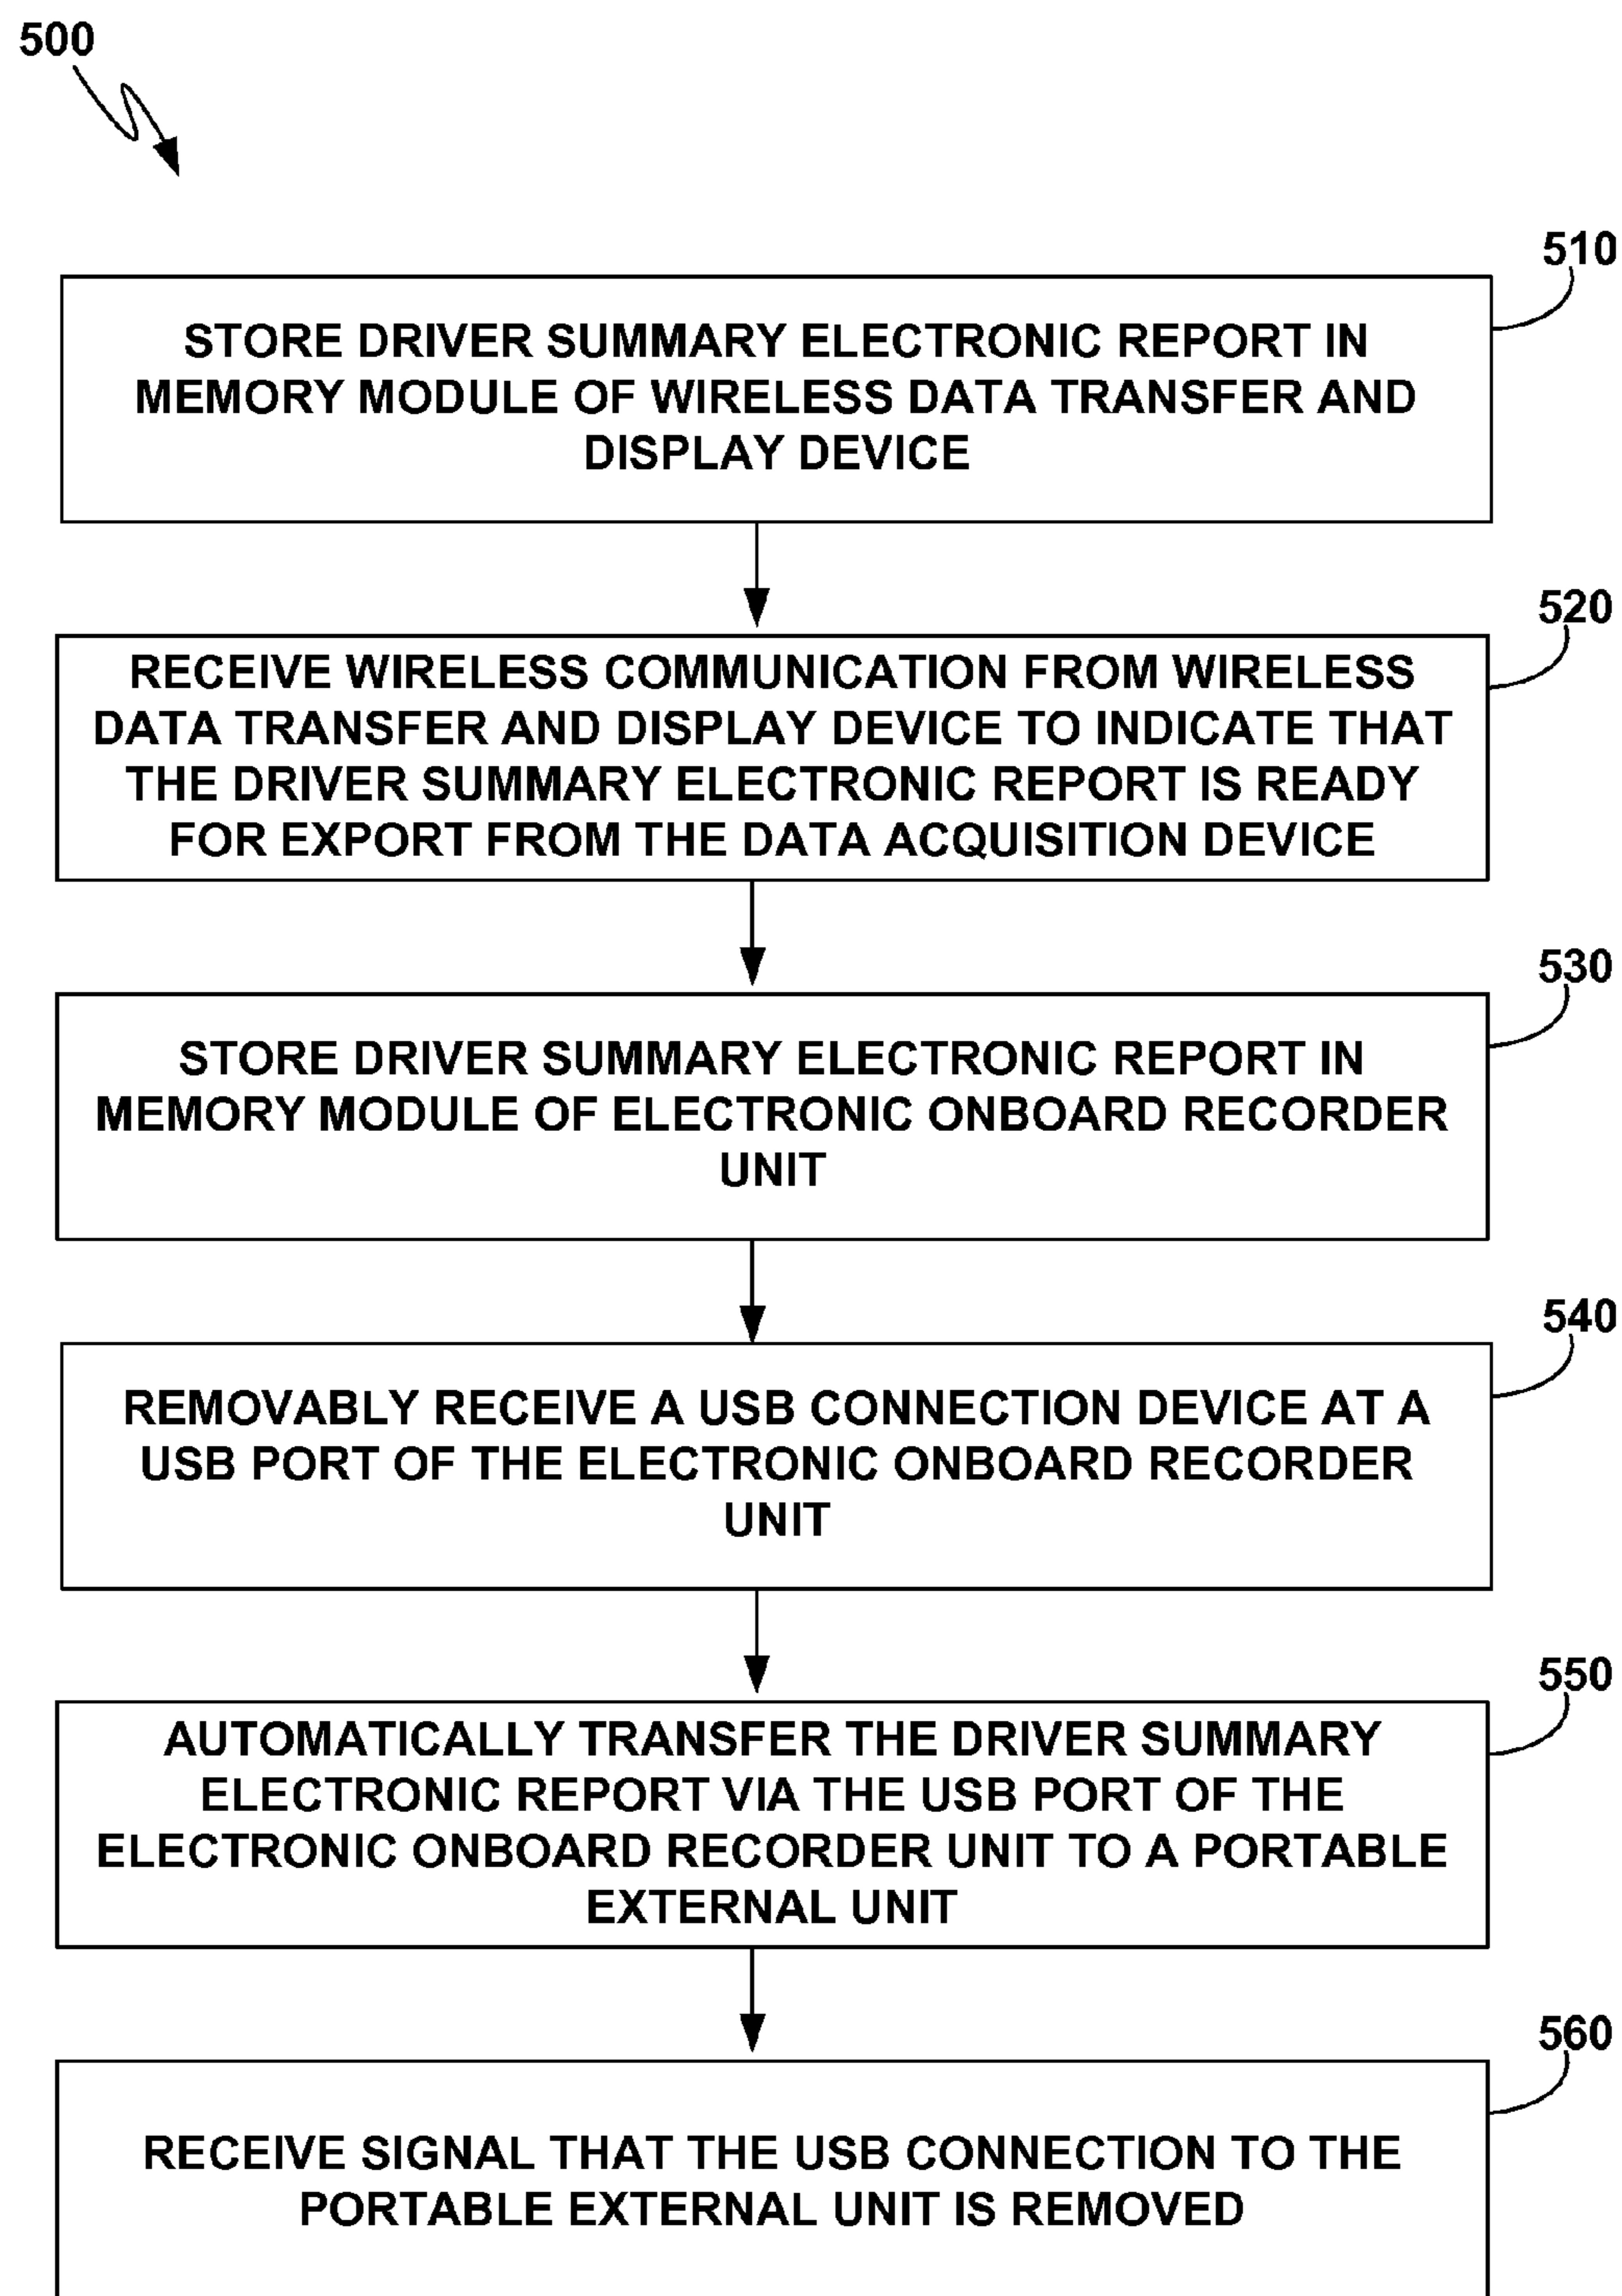 500
510
STORE DRIVER SUMMARY ELECTRONIC REPORT IN
MEMORY MODULE OF WIRELESS DATA TRANSFER AND
DISPLAY DEVICE
520
RECEIVE WIRELESS COMMUNICATION FROM WIRELESS
DATA TRANSFER AND DISPLAY DEVICE TO INDICATE THAT
THE DRIVER SUMMARY ELECTRONIC REPORT IS READY
FOR EXPORT FROM THE DATA ACQUISITION DEVICE
530
STORE DRIVER SUMMARY ELECTRONIC REPORT IN
MEMORY MODULE OF ELECTRONIC ONBOARD RECORDER
UNIT
540
REMOVABLY RECEIVE A USB CONNECTION DEVICE AT A
USB PORT OF THE ELECTRONIC ONBOARD RECORDER
UNIT
550
AUTOMATICALLY TRANSFER THE DRIVER SUMMARY
ELECTRONIC REPORT VIA THE USB PORT OF THE
ELECTRONIC ONBOARD RECORDER UNIT TO A PORTABLE
EXTERNAL UNIT
560
RECEIVE SIGNAL THAT THE USB CONNECTION TO THE
PORTABLE EXTERNAL UNIT IS REMOVED